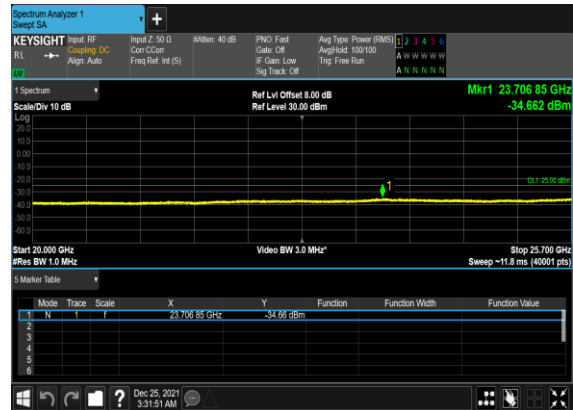 Spectrum Analyzer 1
Swept SA
+
KEYSIGHT Input: RF Input Z: 50 Ω #Atten: 40 dB PNO: Fast Avg Type: Power (RMS) 1 2 3 4 5 6
RL Coupling: DC Corr CCorr Gate: Off Avg|Hold: 100/100 A W W W W W
Align: Auto Freq Ref: Int (S) IF Gain: Low Trig: Free Run
Sig Track: Off A N N N N N
1 Spectrum Ref Lvl Offset 8.00 dB Mkr1 23.706 85 GHz
Scale/Div 10 dB Ref Level 30.00 dBm -34.662 dBm
Log
20.0
10.0
0.00
-10.0
-20.0
DL1 -25.00 dBm
1
-30.0
-40.0
-50.0
-60.0
Start 20.000 GHz Video BW 3.0 MHz* Stop 25.700 GHz
#Res BW 1.0 MHz Sweep ~11.8 ms (40001 pts)
5 Marker Table
Mode Trace Scale X Y Function Function Width Function Value
1 N 1 f 23.706 85 GHz -34.66 dBm
2
3
4
5
6
? Dec 25, 2021
3:31:51 AM